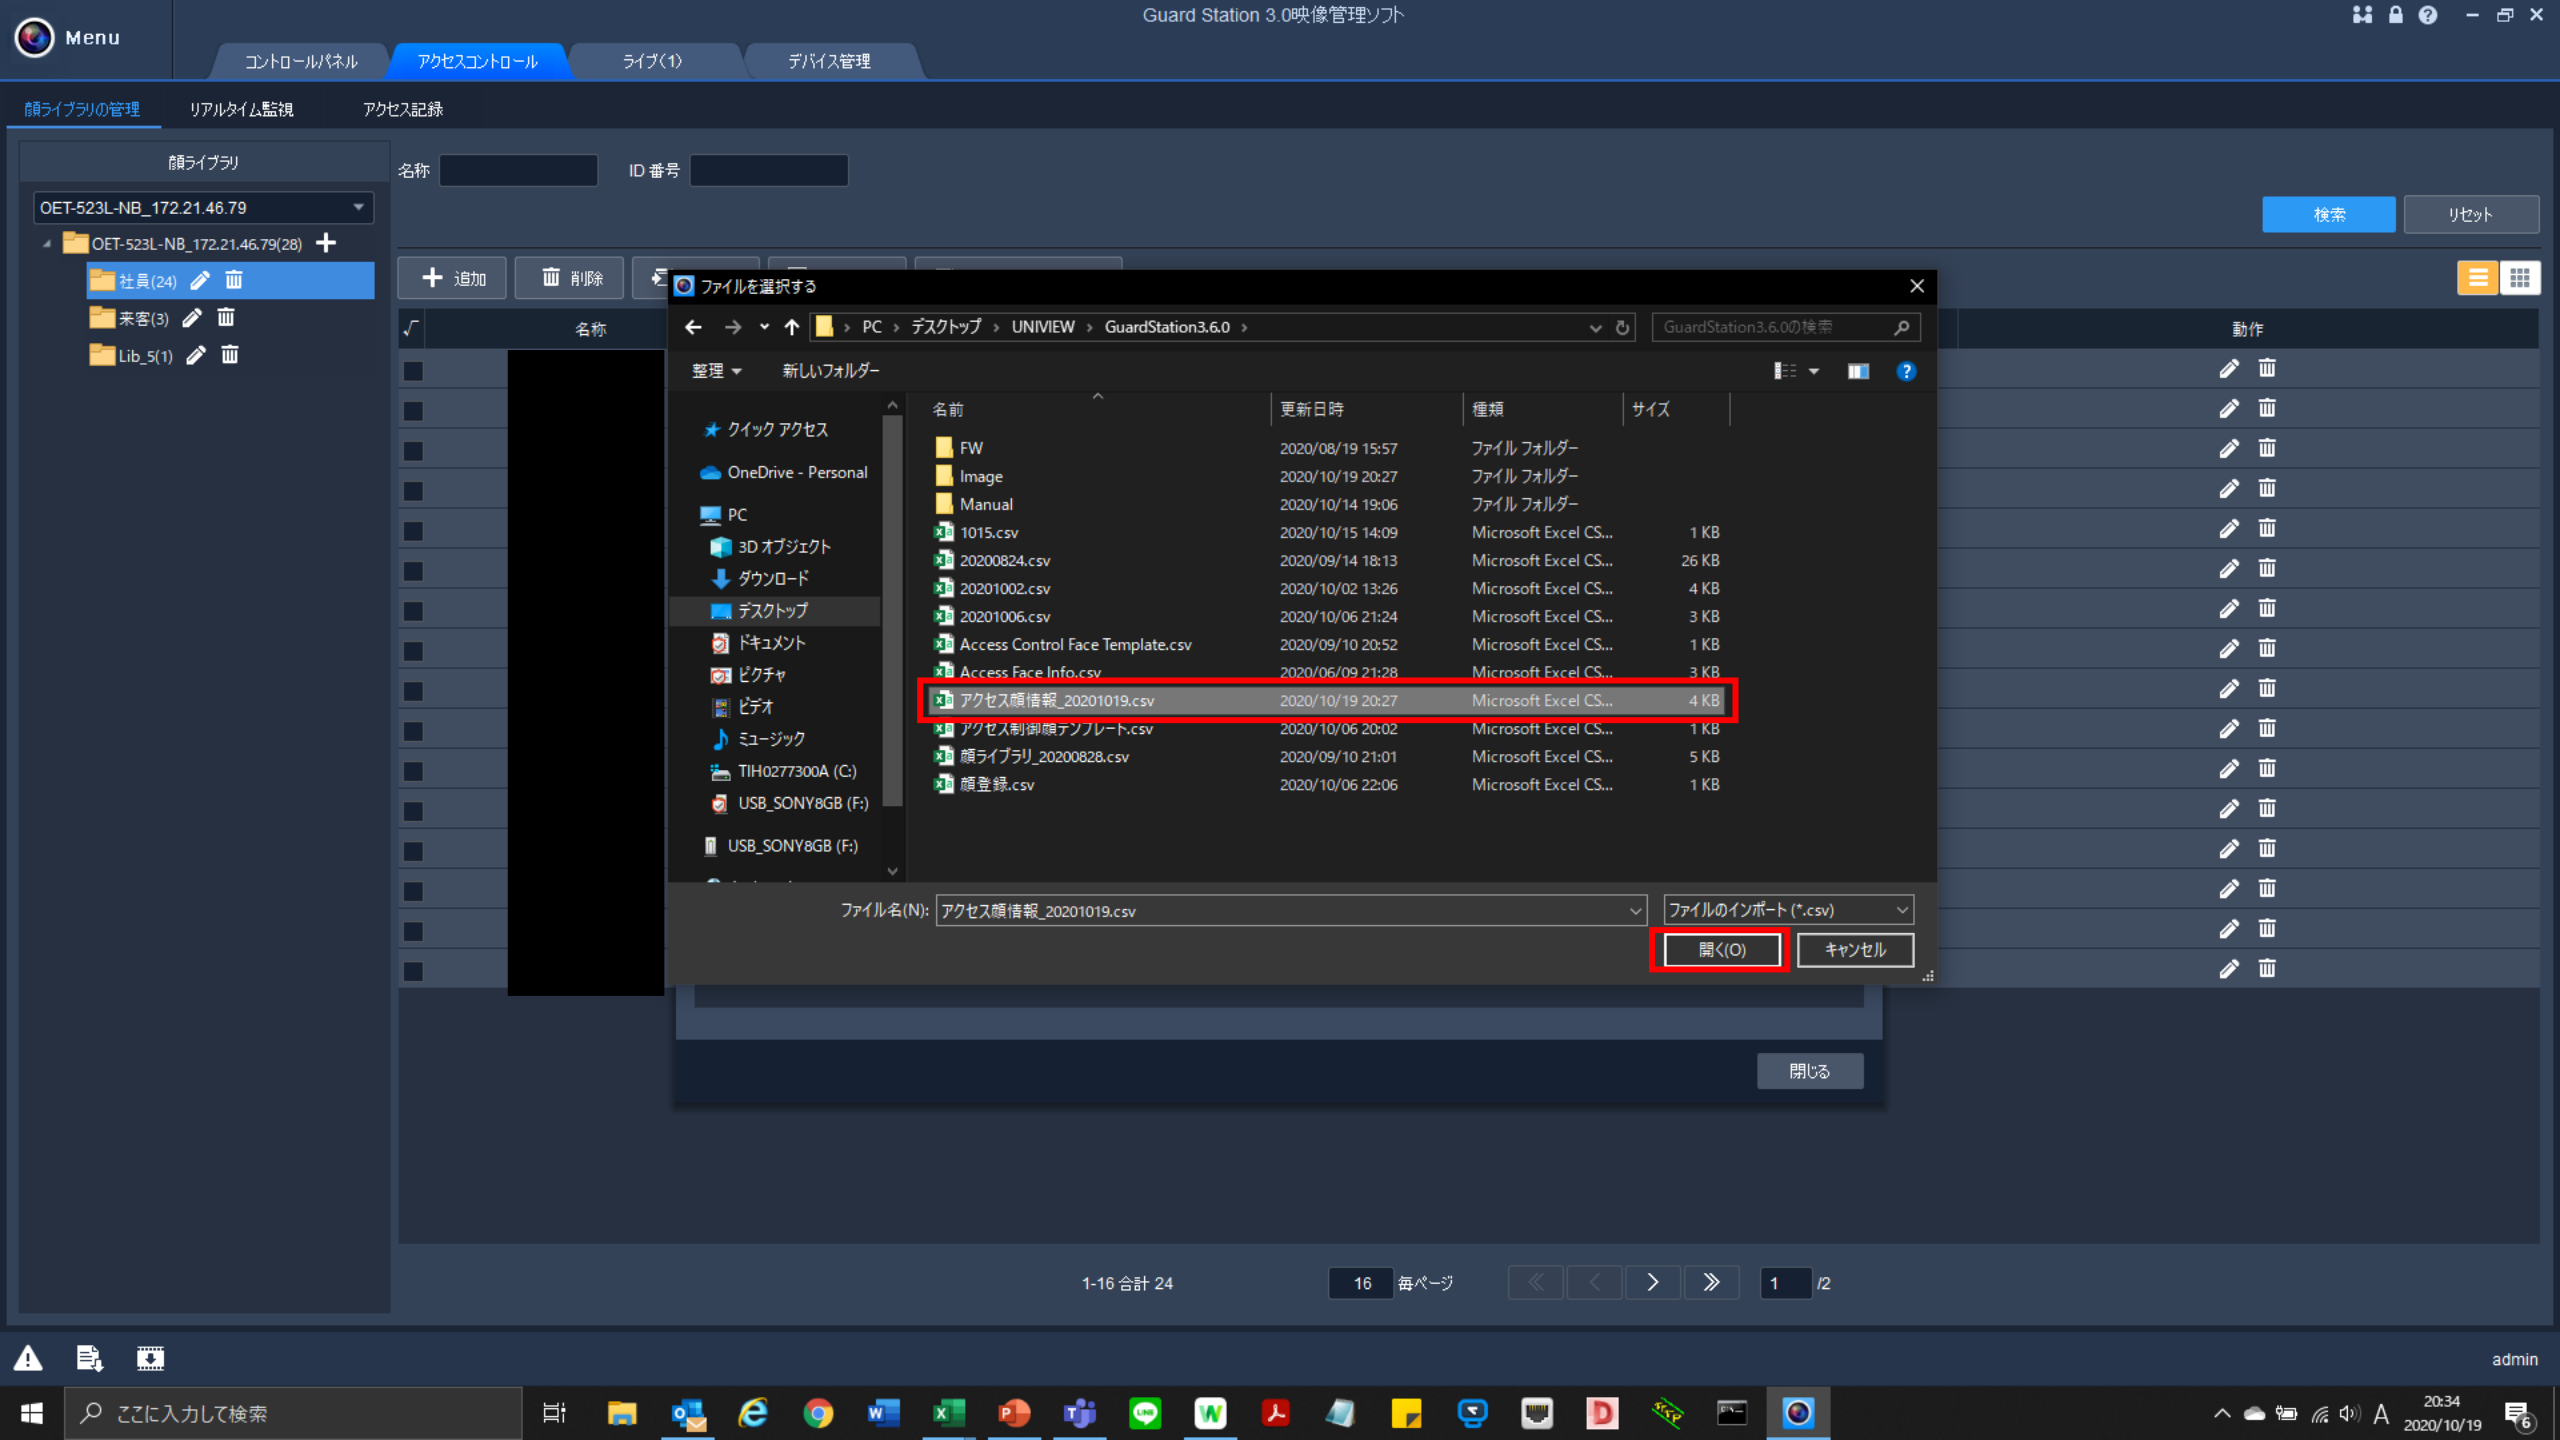 Guard Station 3.0映像管理ソフト
Menu
コントロールパネル
アクセスコントロール
ライブ(1)
デバイス管理
顔ライブラリの管理
リアルタイム監視
アクセス記録
顔ライブラリ
OET-523L-NB_172.21.46.79
OET-523L-NB_172.21.46.79(28)
社員(24)
来客(3)
Lib_5(1)
名称
ID 番号
検索
リセット
追加
削除
√
名称
動作
ファイルを選択する
PC › デスクトップ › UNIVIEW › GuardStation3.6.0 ›
GuardStation3.6.0の検索
整理
新しいフォルダー
クイック アクセス
OneDrive - Personal
PC
3D オブジェクト
ダウンロード
デスクトップ
ドキュメント
ピクチャ
ビデオ
ミュージック
TIH0277300A (C:)
USB_SONY8GB (F:)
USB_SONY8GB (F:)
名前 更新日時 種類 サイズ
FW 2020/08/19 15:57 ファイル フォルダー
Image 2020/10/19 20:27 ファイル フォルダー
Manual 2020/10/14 19:06 ファイル フォルダー
1015.csv 2020/10/15 14:09 Microsoft Excel CS... 1 KB
20200824.csv 2020/09/14 18:13 Microsoft Excel CS... 26 KB
20201002.csv 2020/10/02 13:26 Microsoft Excel CS... 4 KB
20201006.csv 2020/10/06 21:24 Microsoft Excel CS... 3 KB
Access Control Face Template.csv 2020/09/10 20:52 Microsoft Excel CS... 1 KB
Access Face Info.csv 2020/06/09 21:28 Microsoft Excel CS... 3 KB
アクセス顔情報_20201019.csv 2020/10/19 20:27 Microsoft Excel CS... 4 KB
アクセス制御顔テンプレート.csv 2020/10/06 20:02 Microsoft Excel CS... 1 KB
顔ライブラリ_20200828.csv 2020/09/10 21:01 Microsoft Excel CS... 5 KB
顔登録.csv 2020/10/06 22:06 Microsoft Excel CS... 1 KB
ファイル名(N): アクセス顔情報_20201019.csv
ファイルのインポート (*.csv)
開く(O)
キャンセル
閉じる
1-16 合計 24
16 毎ページ
1 /2
admin
ここに入力して検索
A
20:34
2020/10/19
6